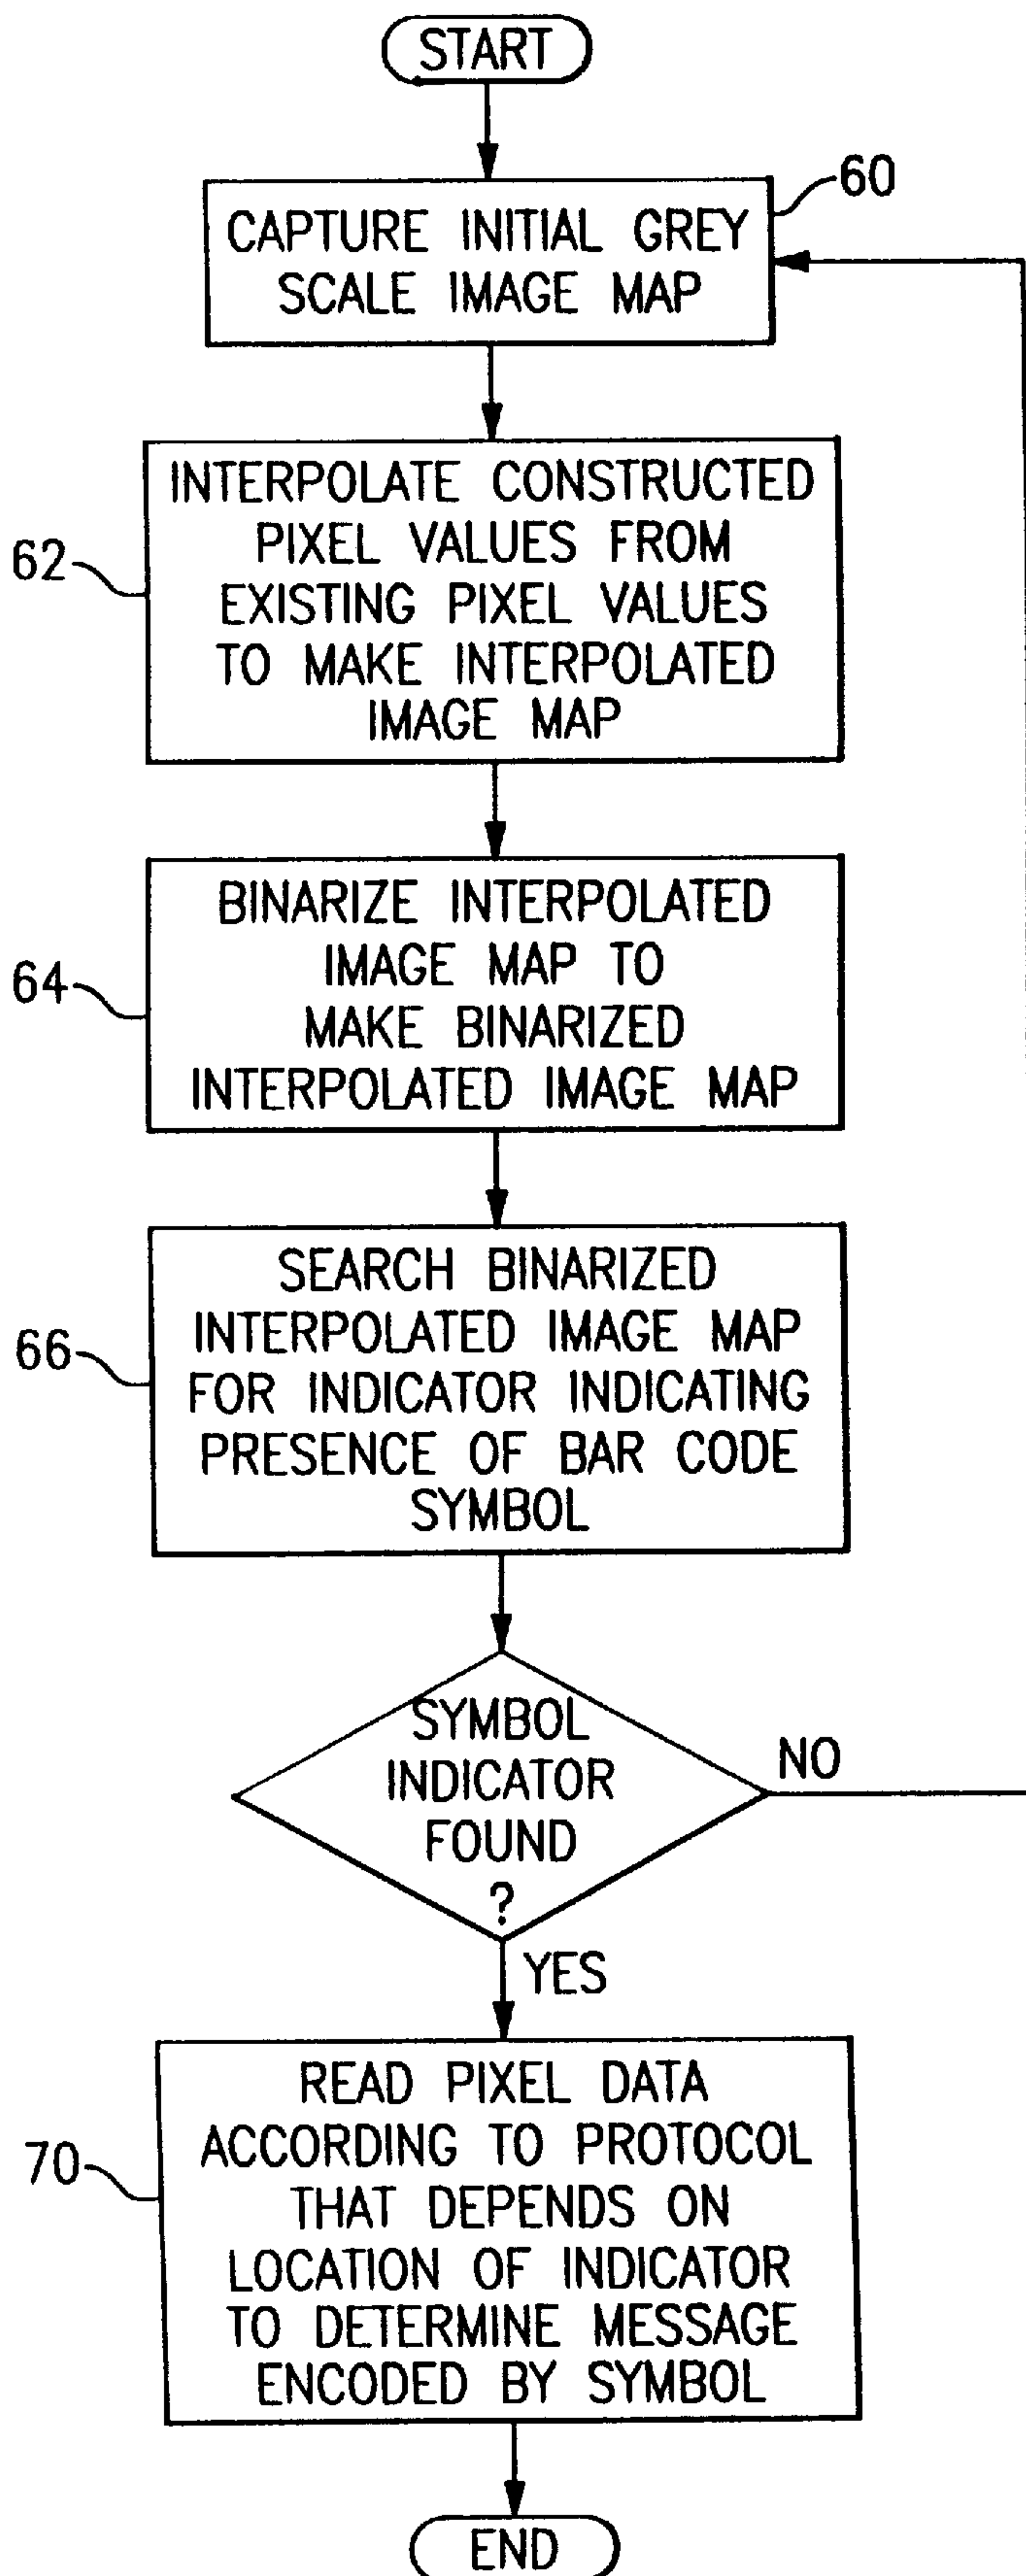 START
60
CAPTURE INITIAL GREY
SCALE IMAGE MAP
62
INTERPOLATE CONSTRUCTED
PIXEL VALUES FROM
EXISTING PIXEL VALUES
TO MAKE INTERPOLATED
IMAGE MAP
64
BINARIZE INTERPOLATED
IMAGE MAP TO
MAKE BINARIZED
INTERPOLATED IMAGE MAP
66
SEARCH BINARIZED
INTERPOLATED IMAGE MAP
FOR INDICATOR INDICATING
PRESENCE OF BAR CODE
SYMBOL
SYMBOL
INDICATOR
FOUND
?
NO
YES
70
READ PIXEL DATA
ACCORDING TO PROTOCOL
THAT DEPENDS ON
LOCATION OF INDICATOR
TO DETERMINE MESSAGE
ENCODED BY SYMBOL
END